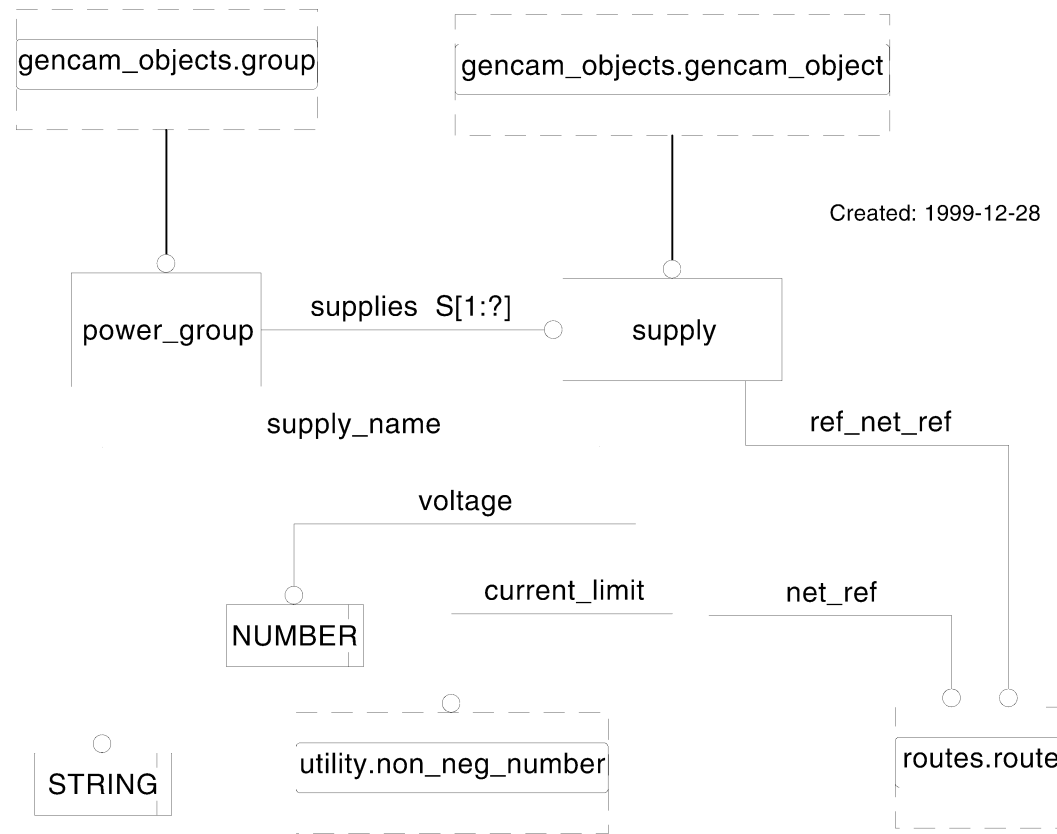 gencam_objects.group
gencam_objects.gencam_object
Created: 1999-12-28
supplies S[1:?]
power_group
supply
supply_name
ref_net_ref
voltage
current_limit
net_ref
NUMBER
utility.non_neg_number
routes.route
STRING